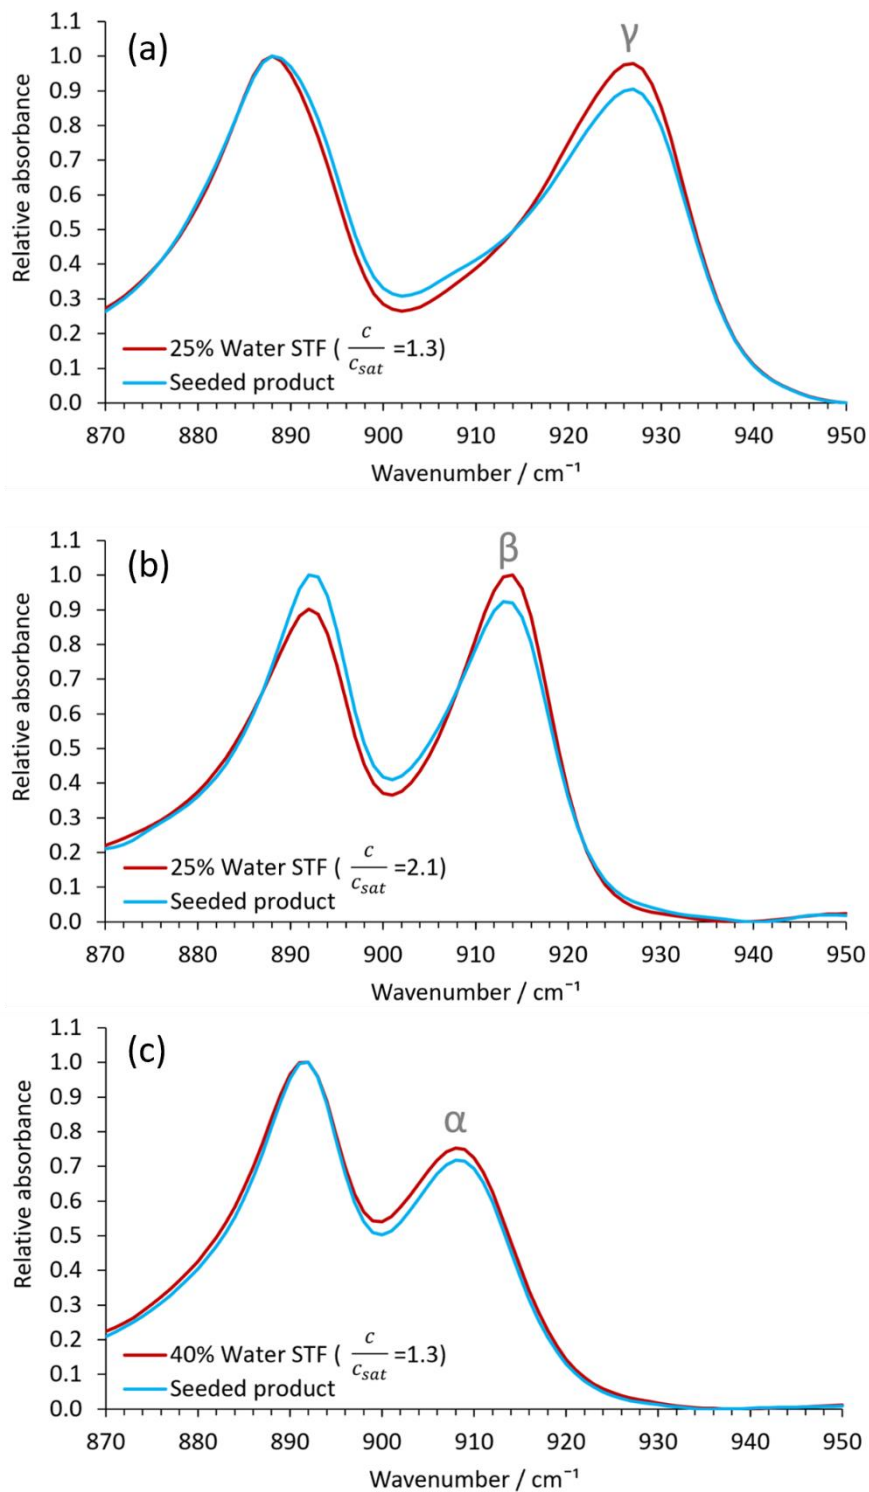 (a)
γ
Relative absorbance
1.1
1.0
0.9
0.8
0.7
0.6
0.5
0.4
0.3
0.2
0.1
0.0
25% Water STF ( c/c_sat =1.3)
Seeded product
870 880 890 900 910 920 930 940 950
Wavenumber / cm⁻¹
(b)
β
Relative absorbance
1.1
1.0
0.9
0.8
0.7
0.6
0.5
0.4
0.3
0.2
0.1
0.0
25% Water STF ( c/c_sat =2.1)
Seeded product
870 880 890 900 910 920 930 940 950
Wavenumber / cm⁻¹
(c)
α
Relative absorbance
1.1
1.0
0.9
0.8
0.7
0.6
0.5
0.4
0.3
0.2
0.1
0.0
40% Water STF ( c/c_sat =1.3)
Seeded product
870 880 890 900 910 920 930 940 950
Wavenumber / cm⁻¹